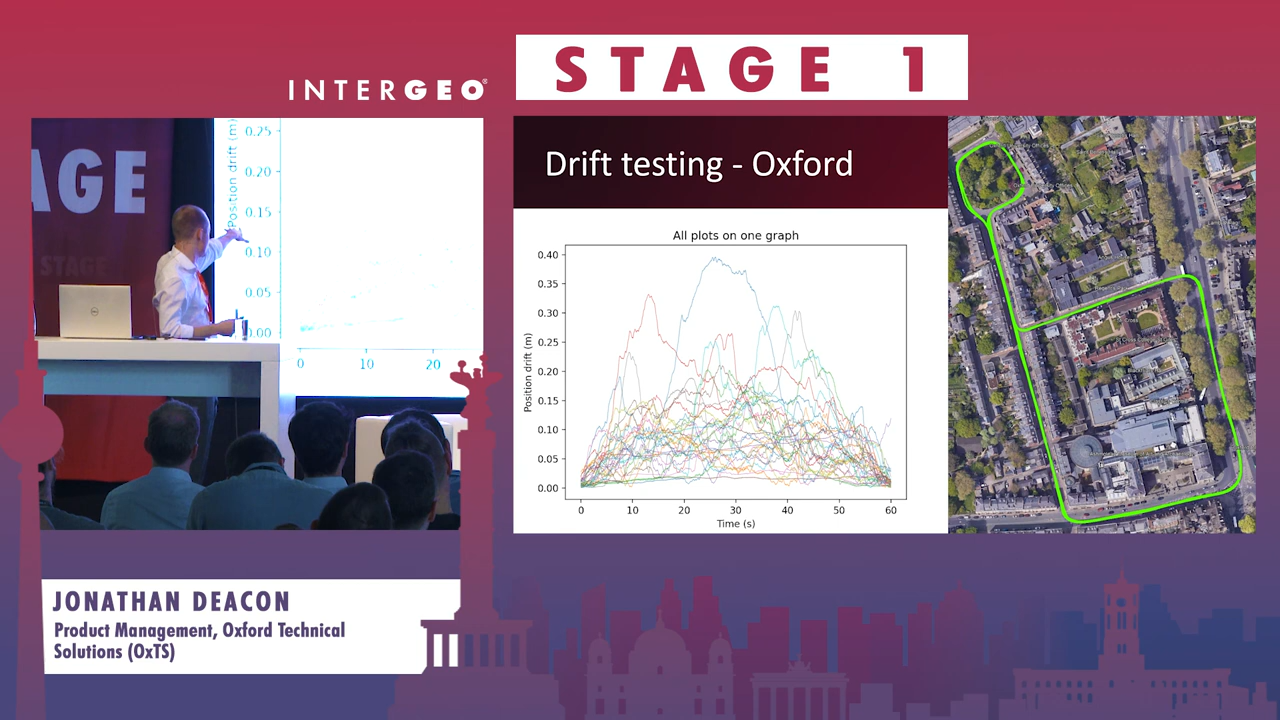 INTERGEO®
STAGE 1
AGE
STAGE
Position drift (m)
0.25
0.20
0.15
0.10
0.05
0.00
0
10
20
DELL
Drift testing - Oxford
All plots on one graph
Position drift (m)
0.40
0.35
0.30
0.25
0.20
0.15
0.10
0.05
0.00
0
10
20
30
40
50
60
Time (s)
JONATHAN DEACON
Product Management, Oxford Technical
Solutions (OxTS)